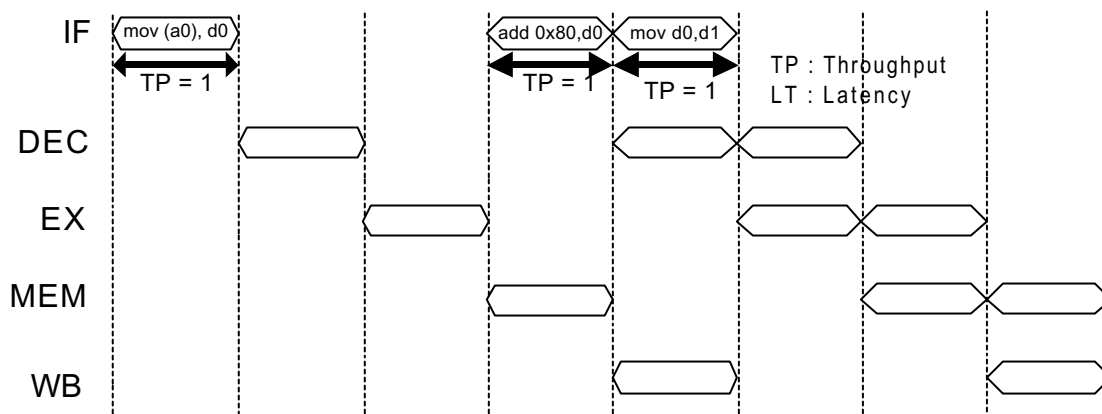 IF
mov (a0), d0
add 0x80,d0
mov d0,d1
TP = 1
TP = 1
TP = 1
TP : Throughput
LT : Latency
DEC
EX
MEM
WB